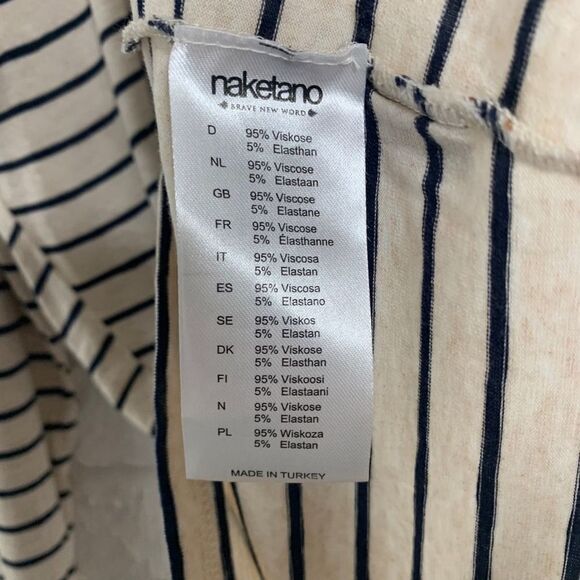 naketano
BRAVE NEW WORD
D 95% Viskose
5% Elasthan
NL 95% Viscose
5% Elastaan
GB 95% Viscose
5% Elastane
FR 95% Viscose
5% Élasthanne
IT 95% Viscosa
5% Elastan
ES 95% Viscosa
5% Elastano
SE 95% Viskos
5% Elastan
DK 95% Viskose
5% Elasthan
FI 95% Viskoosi
5% Elastaani
N 95% Viskose
5% Elastan
PL 95% Wiskoza
5% Elastan
MADE IN TURKEY